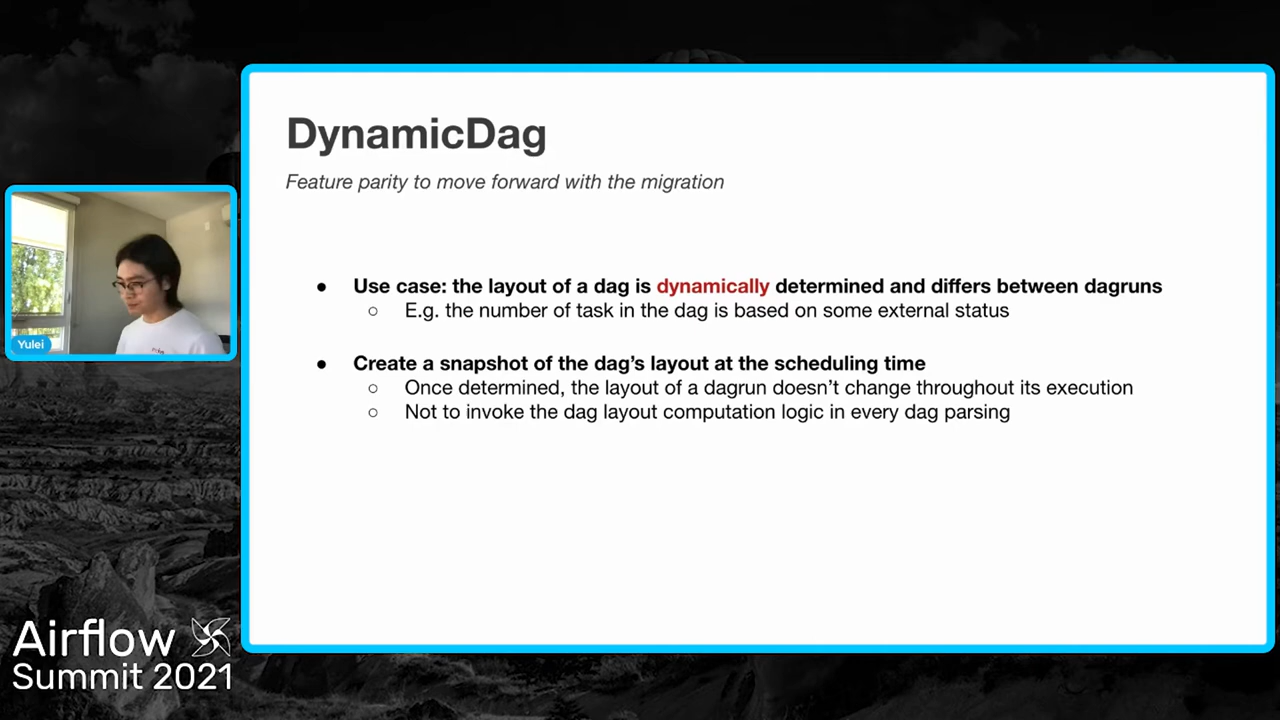 DynamicDag
Feature parity to move forward with the migration
● Use case: the layout of a dag is dynamically determined and differs between dagruns
○ E.g. the number of task in the dag is based on some external status
● Create a snapshot of the dag’s layout at the scheduling time
○ Once determined, the layout of a dagrun doesn’t change throughout its execution
○ Not to invoke the dag layout computation logic in every dag parsing
Yulei
Airflow
Summit 2021